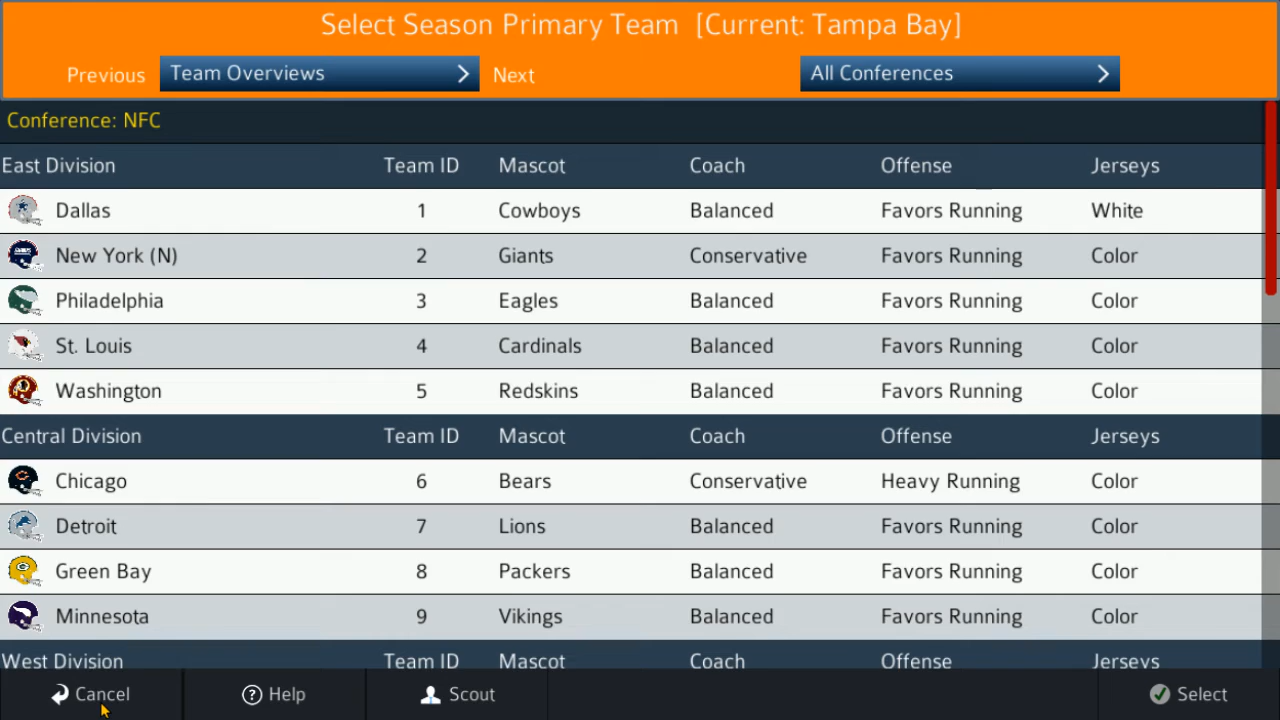 Select Season Primary Team [Current: Tampa Bay]
Previous Team Overviews Next All Conferences
Conference: NFC
East Division Team ID Mascot Coach Offense Jerseys
Dallas 1 Cowboys Balanced Favors Running White
New York (N) 2 Giants Conservative Favors Running Color
Philadelphia 3 Eagles Balanced Favors Running Color
St. Louis 4 Cardinals Balanced Favors Running Color
Washington 5 Redskins Balanced Favors Running Color
Central Division Team ID Mascot Coach Offense Jerseys
Chicago 6 Bears Conservative Heavy Running Color
Detroit 7 Lions Balanced Favors Running Color
Green Bay 8 Packers Balanced Favors Running Color
Minnesota 9 Vikings Balanced Favors Running Color
West Division Team ID Mascot Coach Offense Jerseys
Cancel Help Scout Select